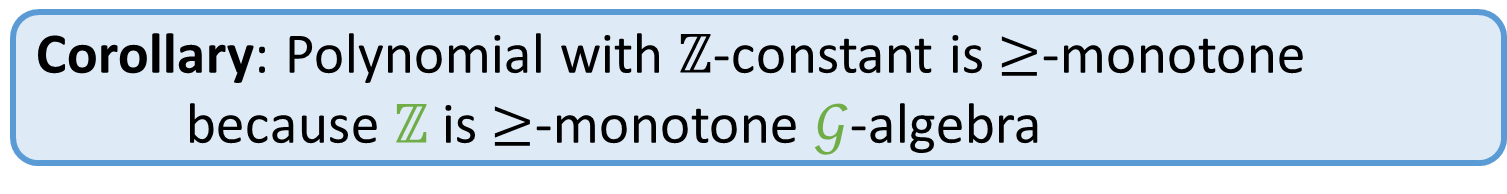 Corollary: Polynomial with ℤ-constant is ≥-monotone
because ℤ is ≥-monotone 𝒢-algebra